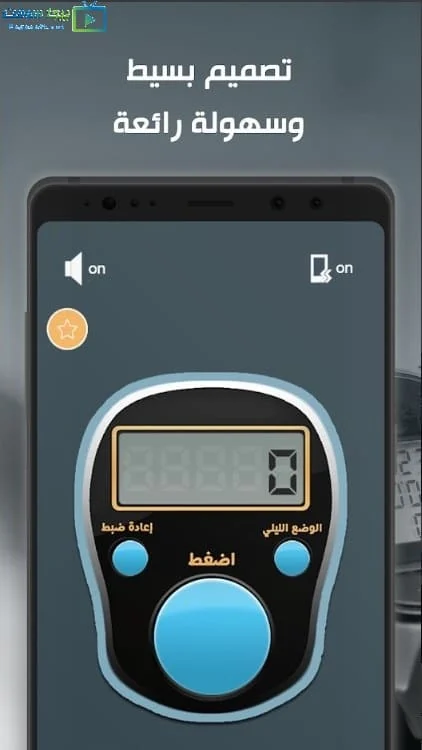 تصميم بسيط
وسهولة رائعة
on
on
0
إعادة ضبط
الوضع الليلي
اضغط